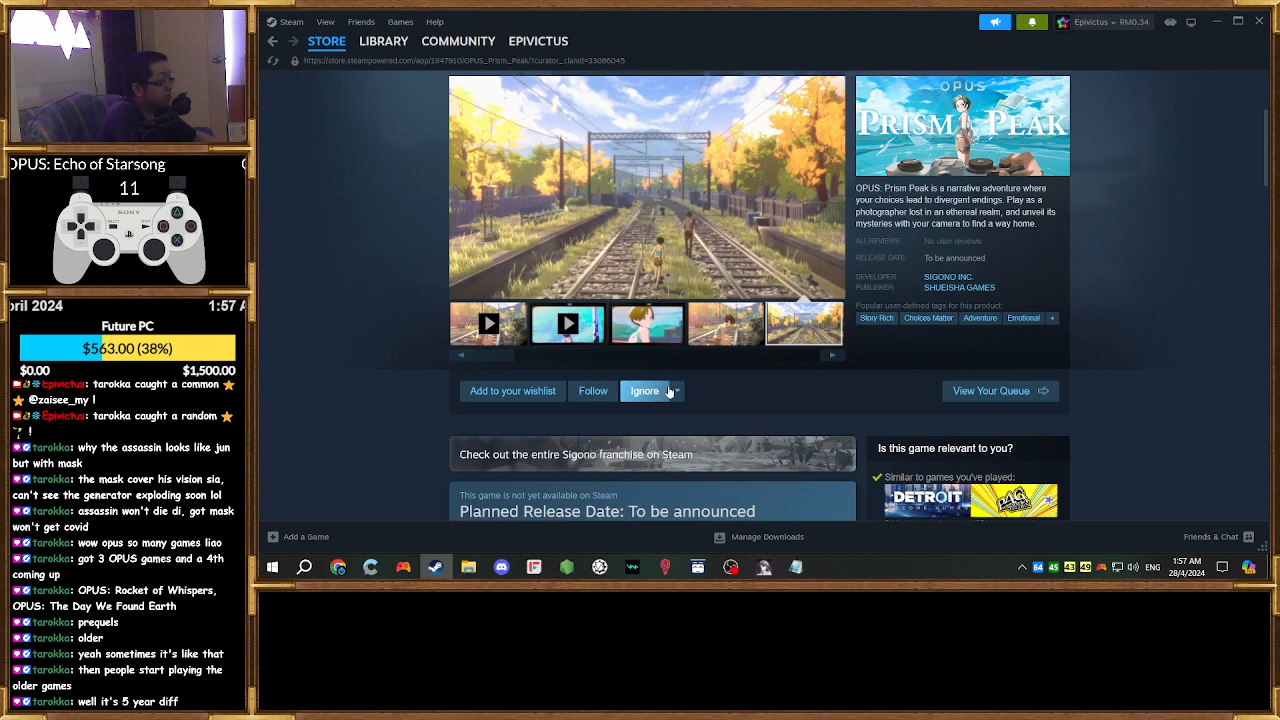 Steam View Friends Games Help
Epivictus RM0.34
STORE LIBRARY COMMUNITY EPIVICTUS
https://store.steampowered.com/app/1947910/OPUS_Prism_Peak/?curator_clanid=33066045
OPUS
PRISM PEAK
OPUS: Prism Peak is a narrative adventure where
your choices lead to divergent endings. Play as a
photographer lost in an ethereal realm, and unveil its
mysteries with your camera to find a way home.
ALL REVIEWS: No user reviews
RELEASE DATE: To be announced
DEVELOPER: SIGONO INC.
PUBLISHER: SHUEISHA GAMES
Popular user-defined tags for this product:
Story Rich Choices Matter Adventure Emotional +
Add to your wishlist Follow Ignore View Your Queue
Check out the entire Sigono franchise on Steam
Is this game relevant to you?
Similar to games you've played:
DETROIT
P4G
This game is not yet available on Steam
Planned Release Date: To be announced
Add a Game Manage Downloads Friends & Chat
64 45 43 49 ENG 1:57 AM
28/4/2024
OPUS: Echo of Starsong
11
SONY
SELECT START
pril 2024 1:57 A
Future PC
$563.00 (38%)
$0.00 $1,500.00
Epivictus: tarokka caught a common
@zaisee_my !
Epivictus: tarokka caught a random
!
tarokka: why the assassin looks like jun
but with mask
tarokka: the mask cover his vision sia,
can't see the generator exploding soon lol
tarokka: assassin won't die di, got mask
won't get covid
tarokka: wow opus so many games liao
tarokka: got 3 OPUS games and a 4th
coming up
tarokka: OPUS: Rocket of Whispers,
OPUS: The Day We Found Earth
tarokka: prequels
tarokka: older
tarokka: yeah sometimes it's like that
tarokka: then people start playing the
older games
tarokka: well it's 5 year diff